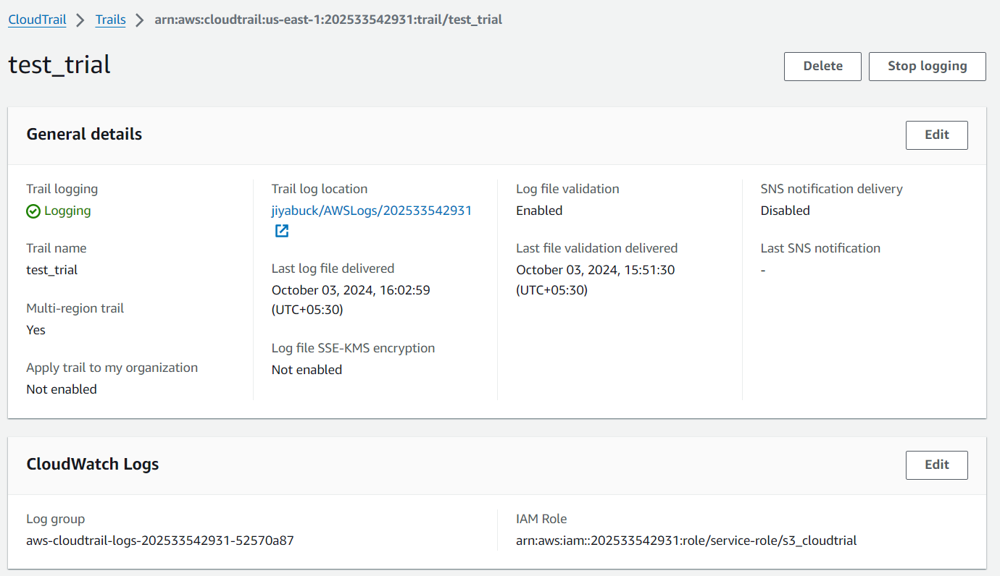 CloudTrail > Trails > arn:aws:cloudtrail:us-east-1:202533542931:trail/test_trial
test_trial
Delete
Stop logging
General details
Edit
Trail logging
Logging
Trail name
test_trial
Multi-region trail
Yes
Apply trail to my organization
Not enabled
Trail log location
jiyabuck/AWSLogs/202533542931
Last log file delivered
October 03, 2024, 16:02:59
(UTC+05:30)
Log file SSE-KMS encryption
Not enabled
Log file validation
Enabled
Last file validation delivered
October 03, 2024, 15:51:30
(UTC+05:30)
SNS notification delivery
Disabled
Last SNS notification
-
CloudWatch Logs
Edit
Log group
aws-cloudtrail-logs-202533542931-52570a87
IAM Role
arn:aws:iam::202533542931:role/service-role/s3_cloudtrial